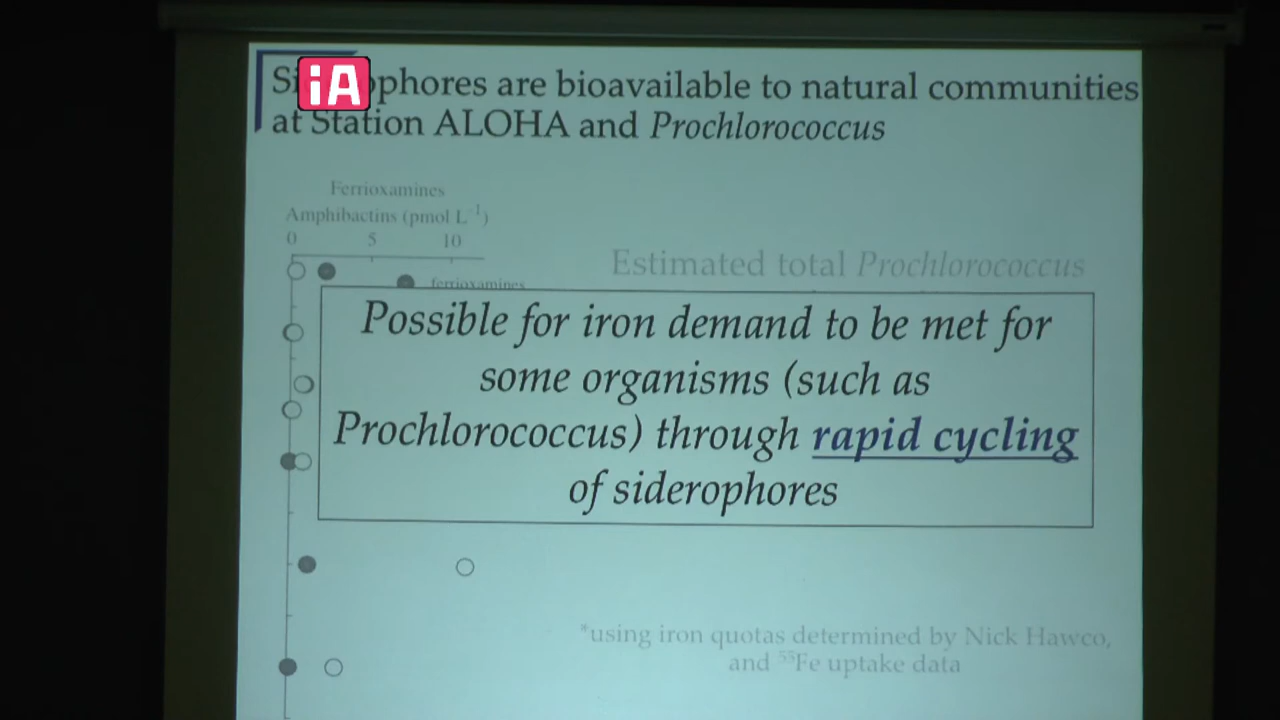 iA
ophores are bioavailable to natural communities
at Station ALOHA and Prochlorococcus
Ferrioxamines
Amphibactins (pmol L⁻¹)
0 5 10
Estimated total Prochlorococcus
ferrioxamines
Possible for iron demand to be met for
some organisms (such as
Prochlorococcus) through rapid cycling
of siderophores
*using iron quotas determined by Nick Hawco,
and ⁵⁵Fe uptake data